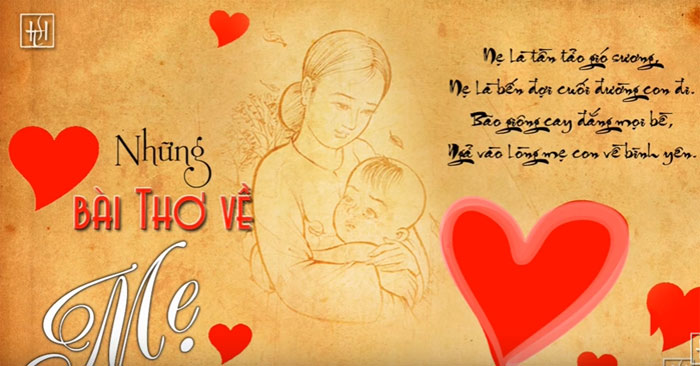 Những
BÀI THƠ VỀ
Mẹ
Mẹ là tần tảo gió sương,
Mẹ là bến đợi cuối đường con đi.
Bão giông cay đắng mọi bề,
Ngả vào lòng mẹ con về bình yên.